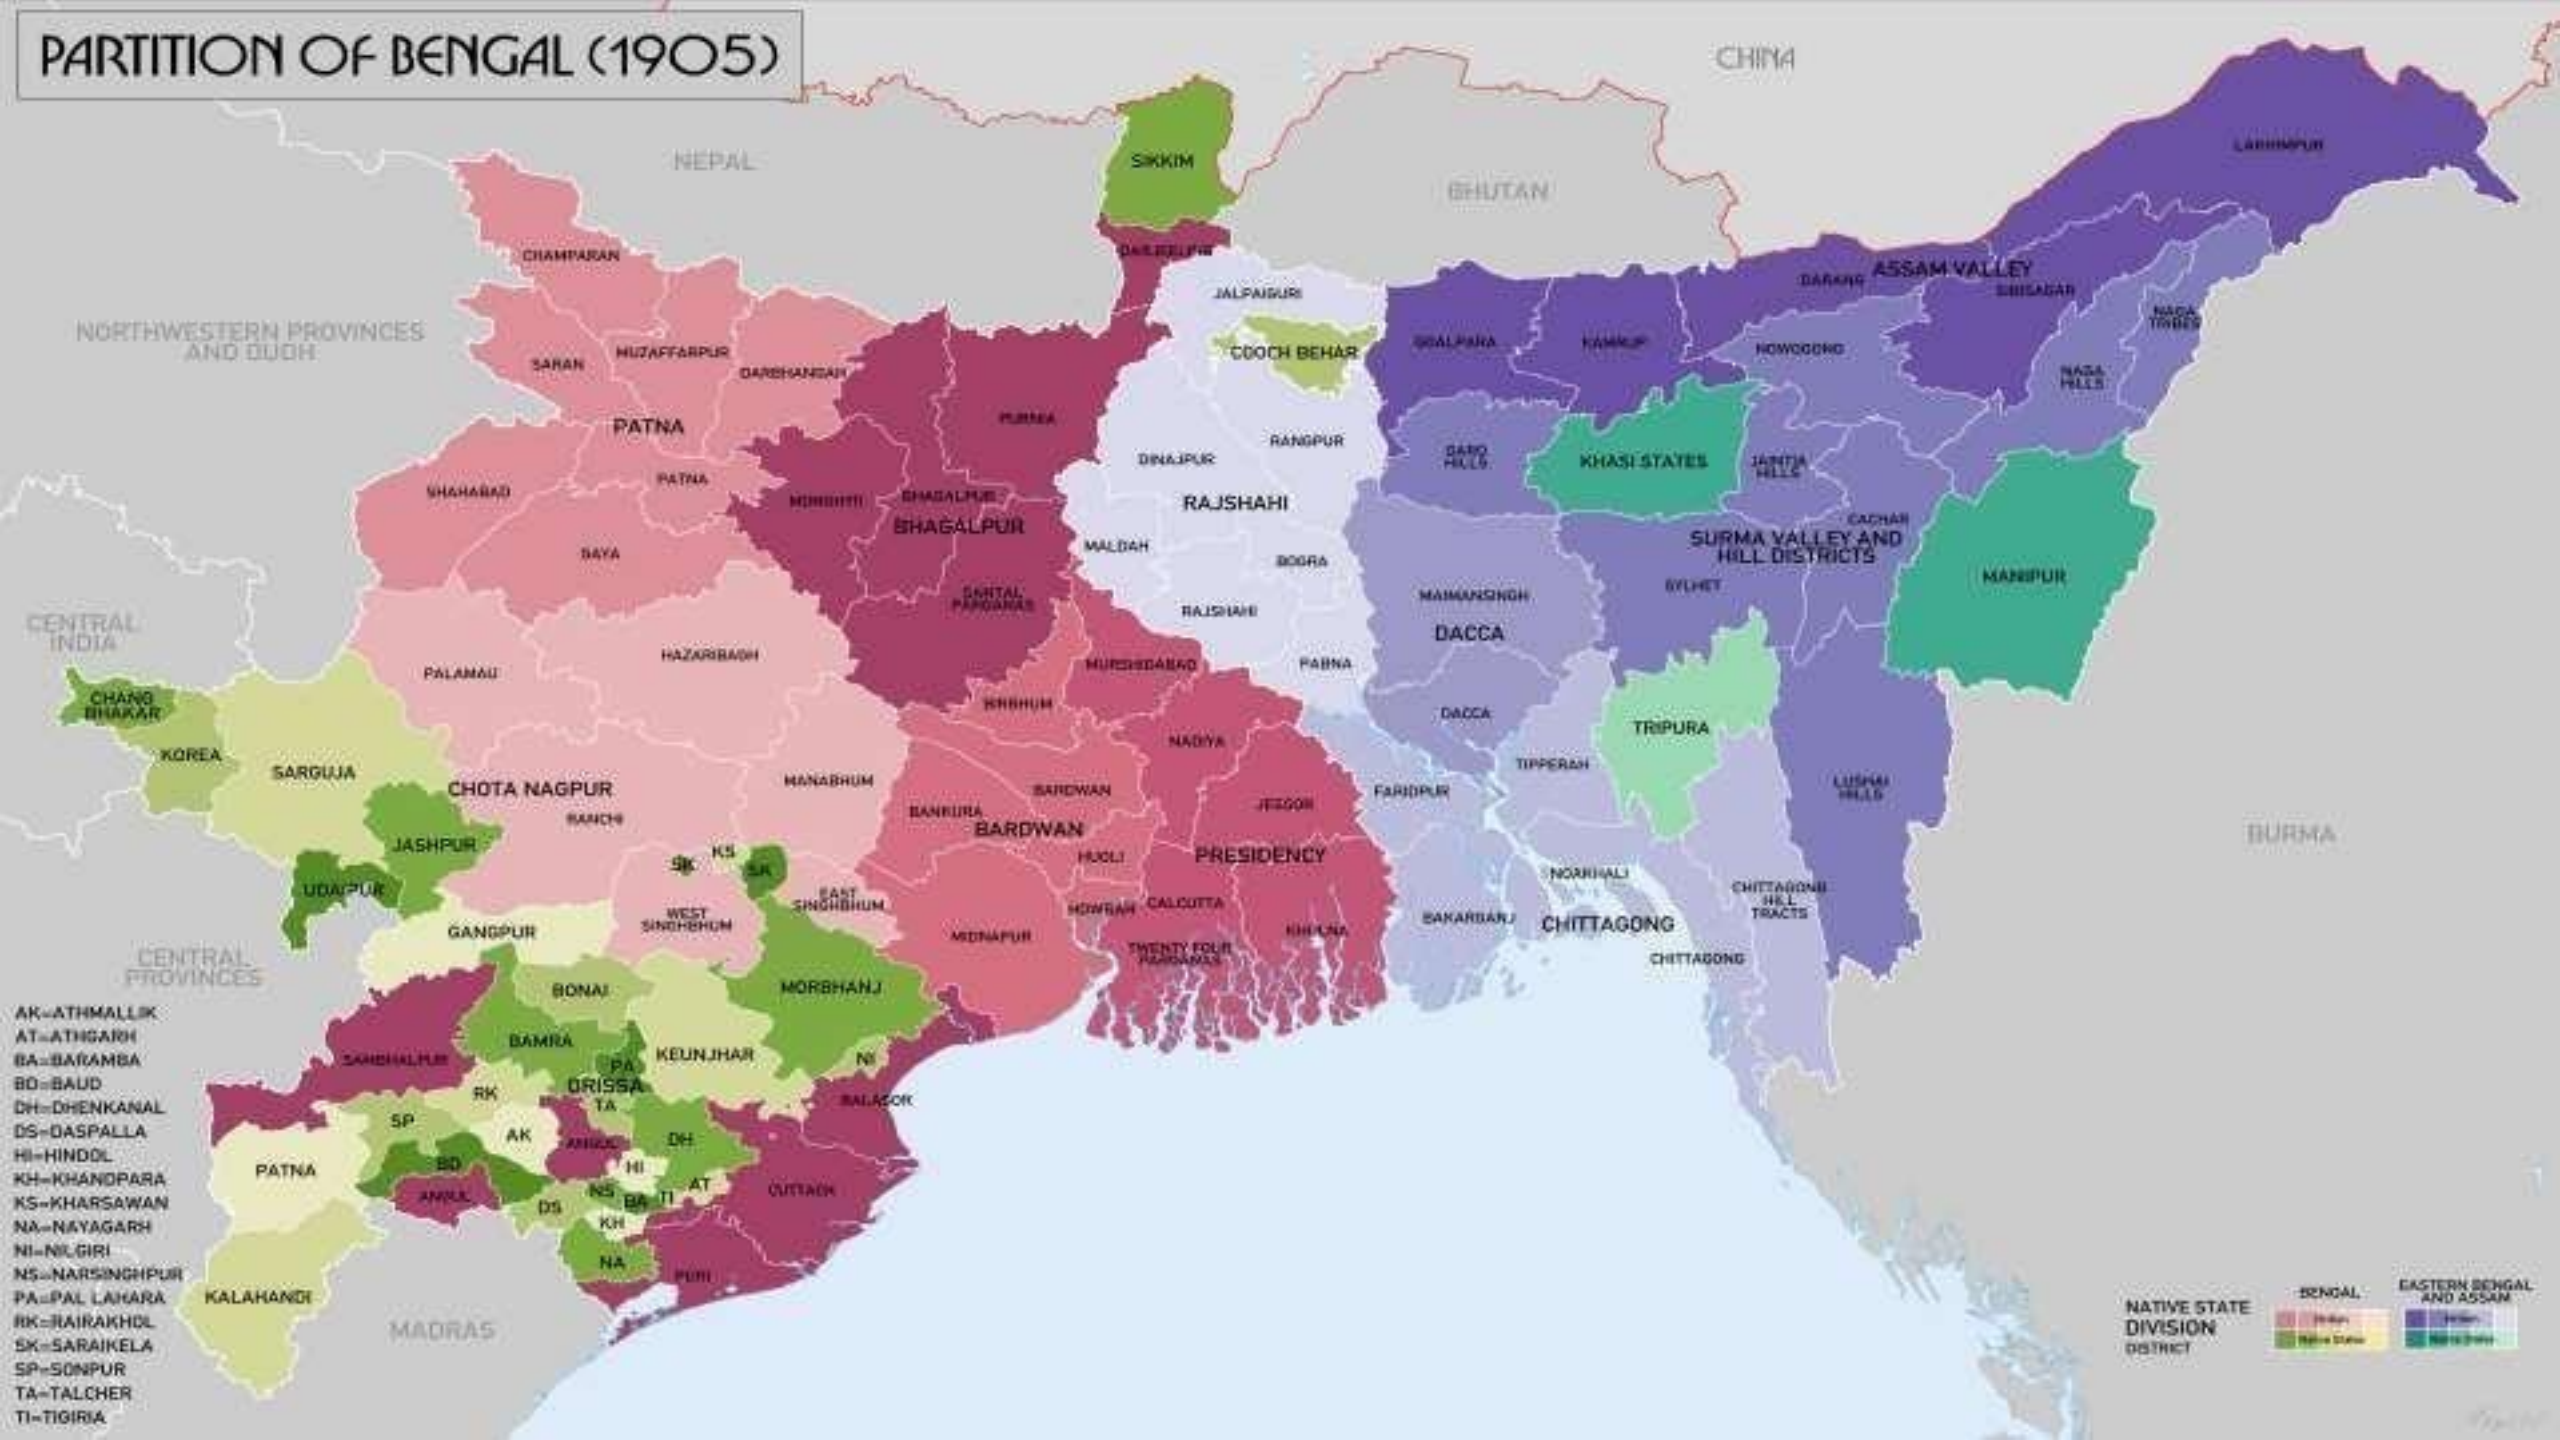 PARTITION OF BENGAL (1905)
CHINA
NEPAL
SIKKIM
BHUTAN
LAKHIMPUR
CHAMPARAN
DARJEELING
JALPAIGURI
DARANG
ASSAM VALLEY
SIBSAGAR
NAGA
TRIBES
NORTHWESTERN PROVINCES
AND OUDH
SARAN
MUZAFFARPUR
DARBHANGAH
COOCH BEHAR
GOALPARA
KAMRUP
NOWOGONG
NAGA
HILLS
PATNA
PURNIA
RANGPUR
DINAJPUR
GARO
HILLS
KHASI STATES
JAINTIA
HILLS
SHAHABAD
PATNA
BHAGALPUR
BHAGALPUR
RAJSHAHI
CACHAR
SURMA VALLEY AND
HILL DISTRICTS
GAYA
MALDAH
BOGRA
MANIPUR
SANTAL
PARGANAS
RAJSHAHI
MAIMANSINGH
SYLHET
CENTRAL
INDIA
DACCA
PALAMAU
HAZARIBAGH
MURSHIDABAD
PABNA
CHANG
BHAKAR
BIRBHUM
DACCA
TRIPURA
KOREA
SARGUJA
NADIYA
TIPPERAH
CHOTA NAGPUR
MANABHUM
BARDWAN
JESSOR
FARIDPUR
LUSHAI
HILLS
RANCHI
BANKURA
BARDWAN
BURMA
JASHPUR
SK
KS
SA
HUGLI
PRESIDENCY
NOAKHALI
UDAIPUR
EAST
SINGHBHUM
WEST
SINGHBHUM
HOWRAH
CALCUTTA
KHULNA
BAKARGANJ
CHITTAGONG
CHITTAGONG
HILL
TRACTS
GANGPUR
MIDNAPUR
TWENTY FOUR
PARGANAS
CHITTAGONG
CENTRAL
PROVINCES
BONAI
MORBHANJ
BAMRA
KEUNJHAR
NI
SAMBHALPUR
PA
ORISSA
RK
TA
BALASOR
SP
AK
ANGUL
DH
PATNA
BD
HI
ANGUL
NS
BA
TI
AT
CUTTACK
DS
KH
NA
PURI
KALAHANDI
MADRAS
AK=ATHMALLIK
AT=ATHGARH
BA=BARAMBA
BD=BAUD
DH=DHENKANAL
DS=DASPALLA
HI=HINDOL
KH=KHANDPARA
KS=KHARSAWAN
NA=NAYAGARH
NI=NILGIRI
NS=NARSINGHPUR
PA=PAL LAHARA
RK=RAIRAKHOL
SK=SARAIKELA
SP=SONPUR
TA=TALCHER
TI=TIGIRIA
NATIVE STATE
DIVISION
DISTRICT
BENGAL
EASTERN BENGAL
AND ASSAM
Native States
Native States